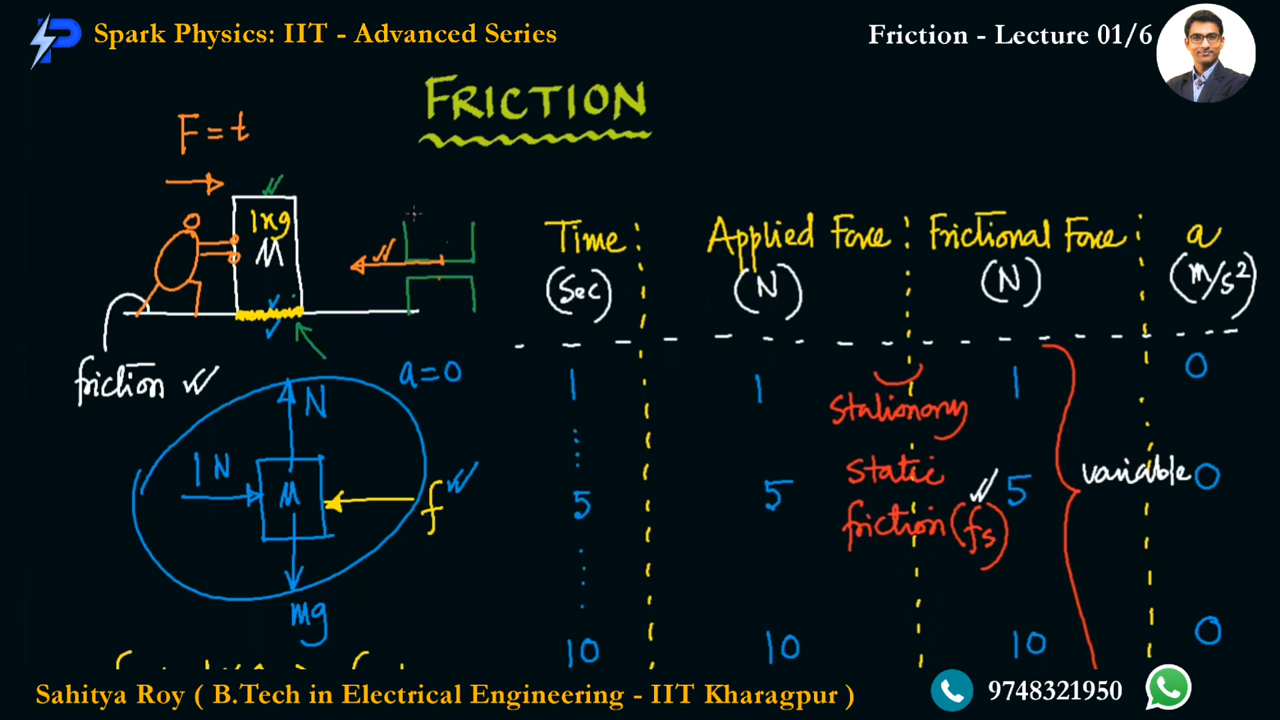 Spark Physics: IIT - Advanced Series
Friction - Lecture 01/6
FRICTION
F = t
1kg
M
friction
a = 0
N
1N
M
f
mg
Time : Applied Force : Frictional Force : a
(Sec) (N) (N) (m/s²)
1 1 1 0
Stationary
5 5 5 0
static
friction (fs)
variable
10 10 10 0
Sahitya Roy ( B.Tech in Electrical Engineering - IIT Kharagpur )
9748321950